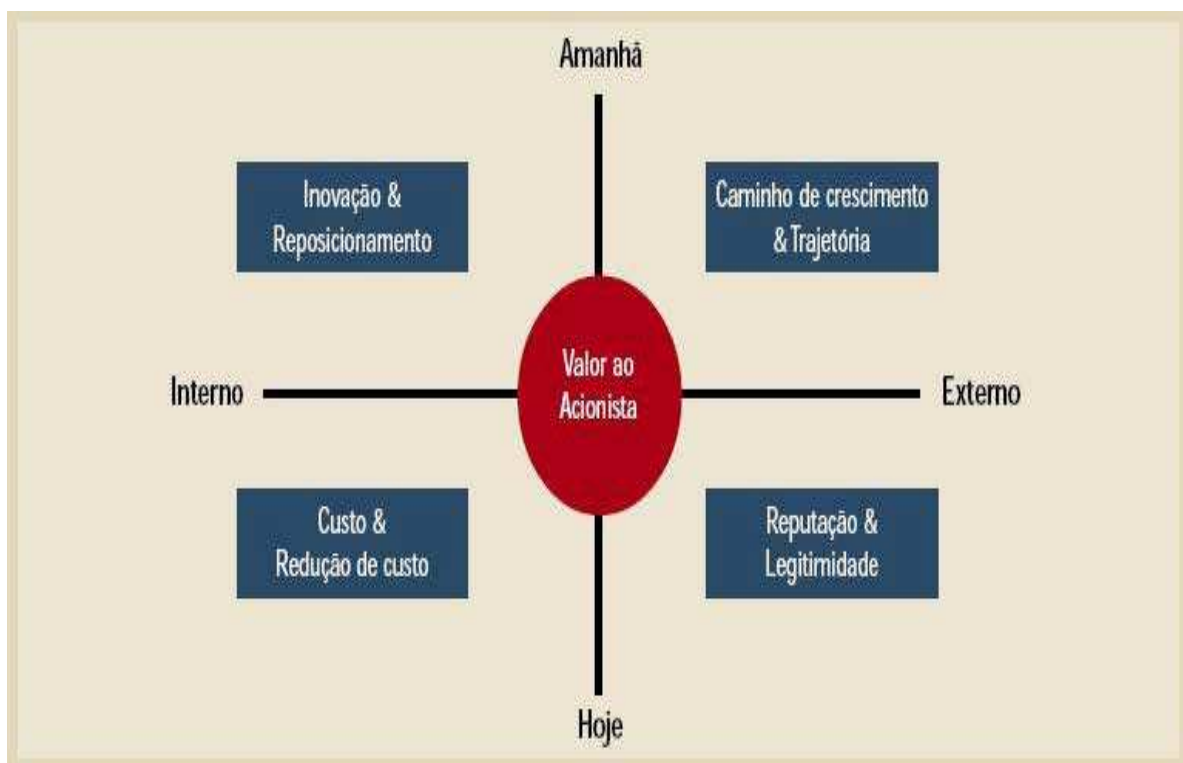 Amanhã
Inovação &
Reposicionamento
Caminho de crescimento
& Trajetória
Valor ao
Acionista
Interno
Externo
Custo &
Redução de custo
Reputação &
Legitimidade
Hoje